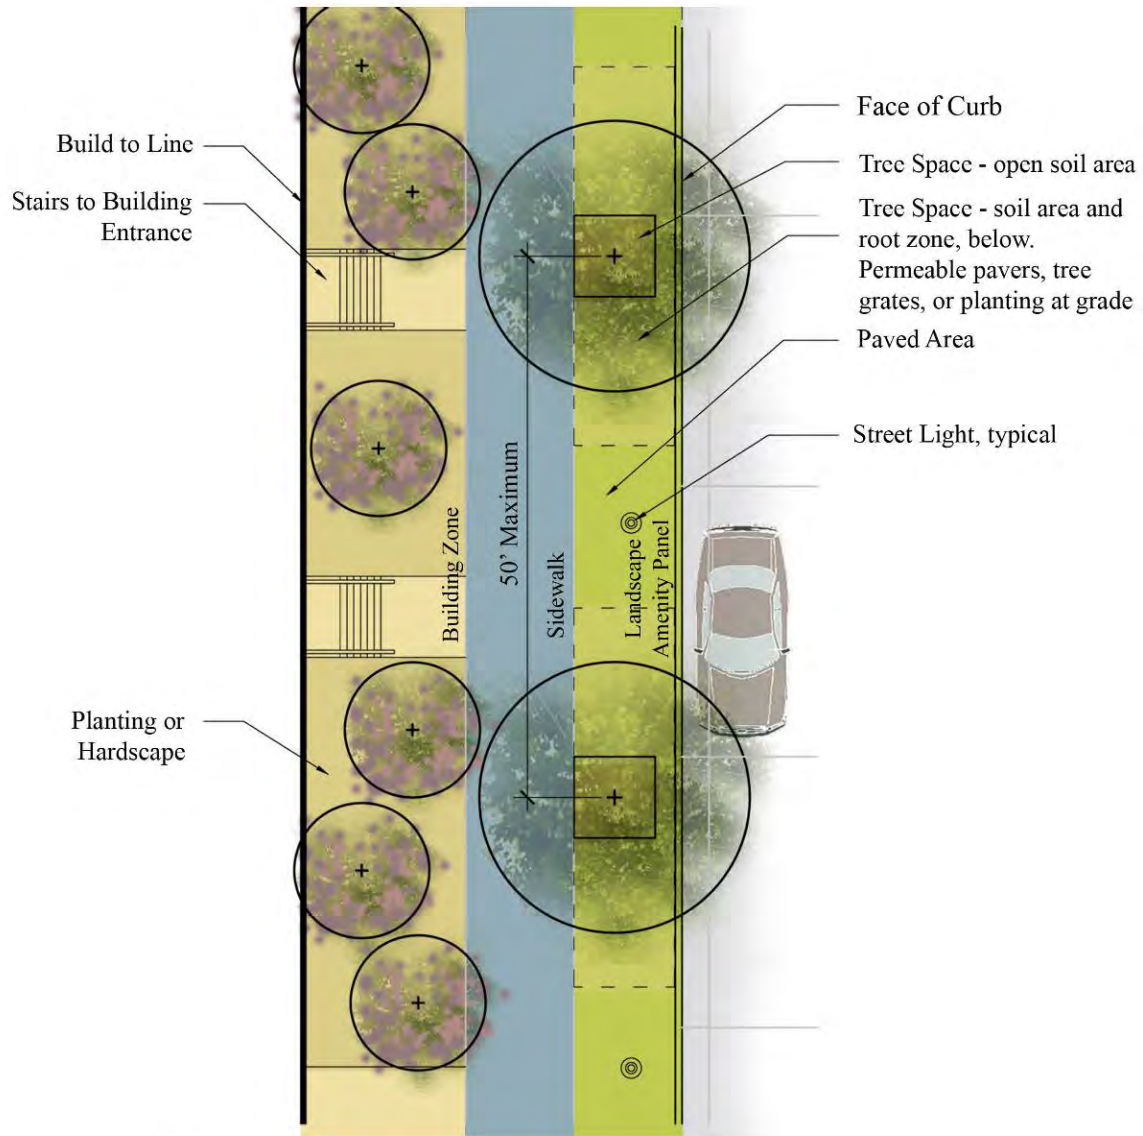 Build to Line
Stairs to Building
Entrance
Planting or
Hardscape
Building Zone
50’ Maximum
Sidewalk
Landscape
Amenity Panel
Face of Curb
Tree Space - open soil area
Tree Space - soil area and
root zone, below.
Permeable pavers, tree
grates, or planting at grade
Paved Area
Street Light, typical